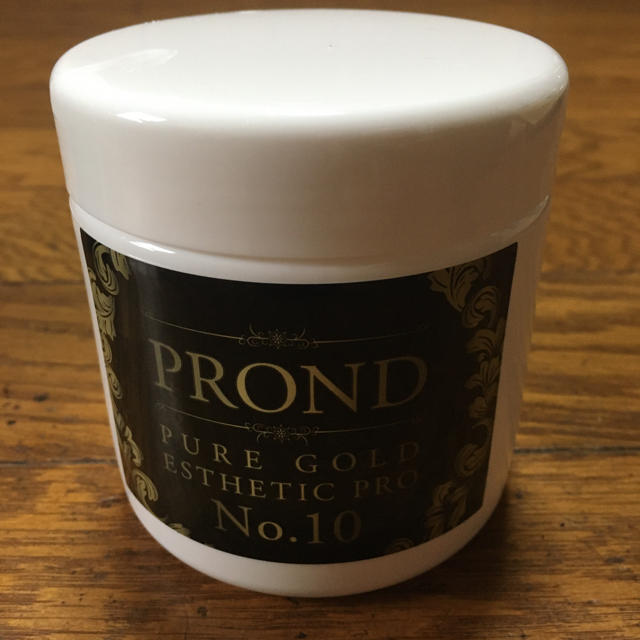 PROND
PURE GOLD
ESTHETIC PRO
No.10